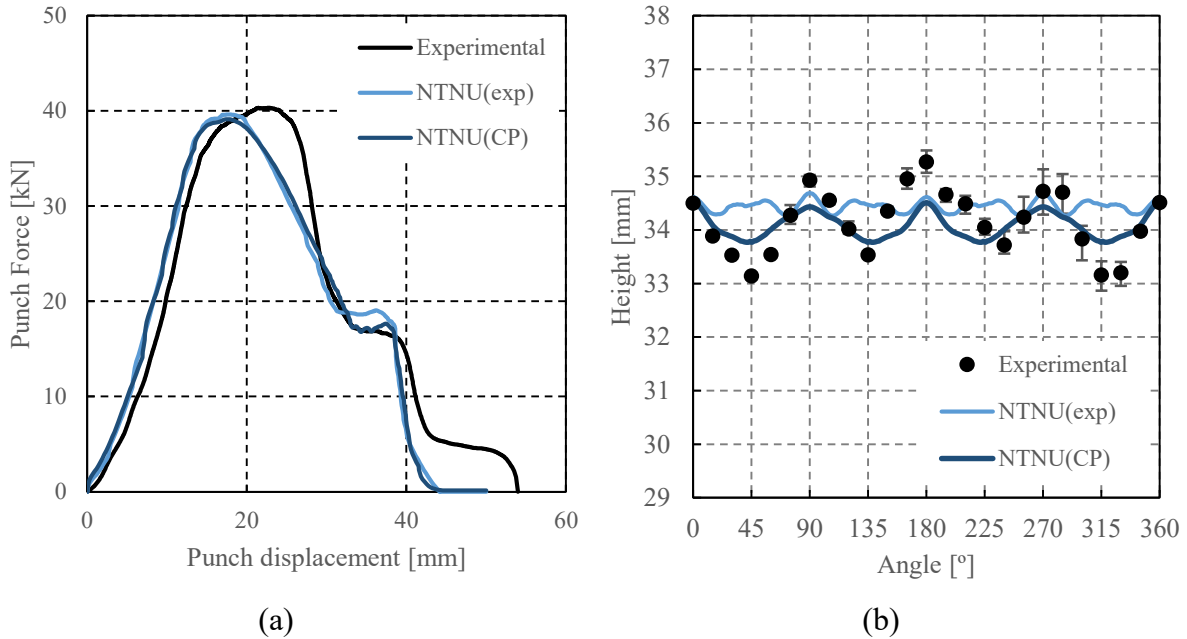 50
40
30
20
10
0
0
20
40
60
Punch Force [kN]
Punch displacement [mm]
Experimental
NTNU(exp)
NTNU(CP)
(a)
38
37
36
35
34
33
32
31
30
29
0
45
90
135
180
225
270
315
360
Height [mm]
Angle [º]
Experimental
NTNU(exp)
NTNU(CP)
(b)